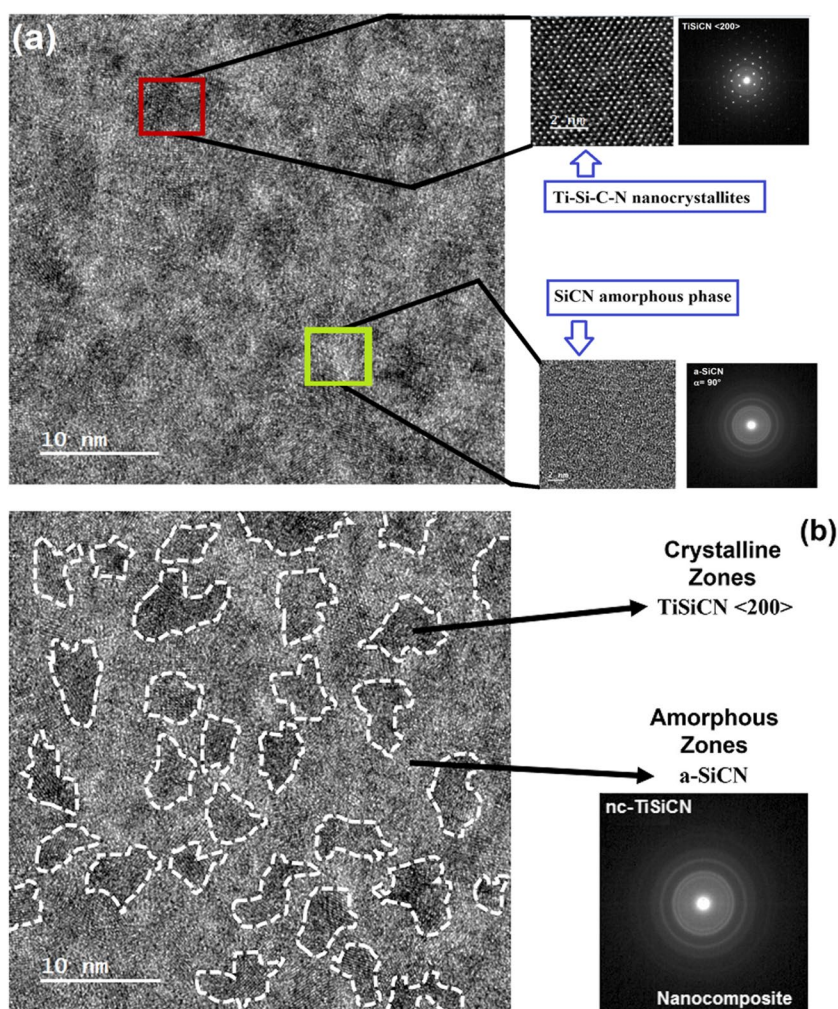 (a)
TiSiCN <200>
2 nm
Ti-Si-C-N nanocrystallites
SiCN amorphous phase
a-SiCN
α= 90°
10 nm
2 nm
(b)
Crystalline
Zones
TiSiCN <200>
Amorphous
Zones
a-SiCN
nc-TiSiCN
10 nm
Nanocomposite